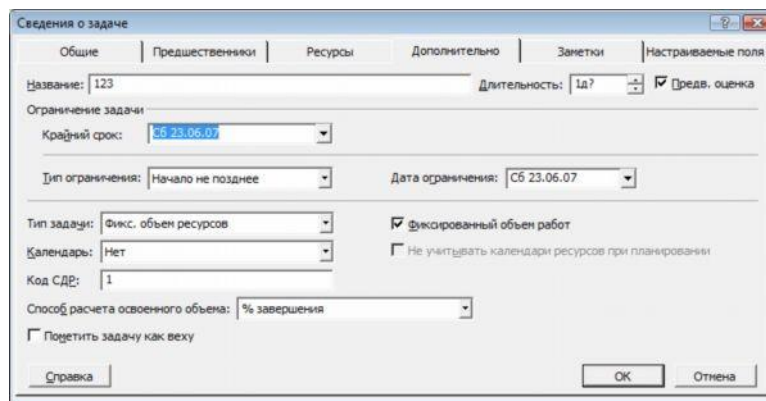 Сведения о задаче
Общие Предшественники Ресурсы Дополнительно Заметки Настраиваемые поля
Название: 123 Длительность: 1д? Предв. оценка
Ограничение задачи
Крайний срок: Сб 23.06.07
Тип ограничения: Начало не позднее Дата ограничения: Сб 23.06.07
Тип задачи: Фикс. объем ресурсов Фиксированный объем работ
Календарь: Нет Не учитывать календари ресурсов при планировании
Код СДР: 1
Способ расчета освоенного объема: % завершения
Пометить задачу как веху
Справка ОК Отмена